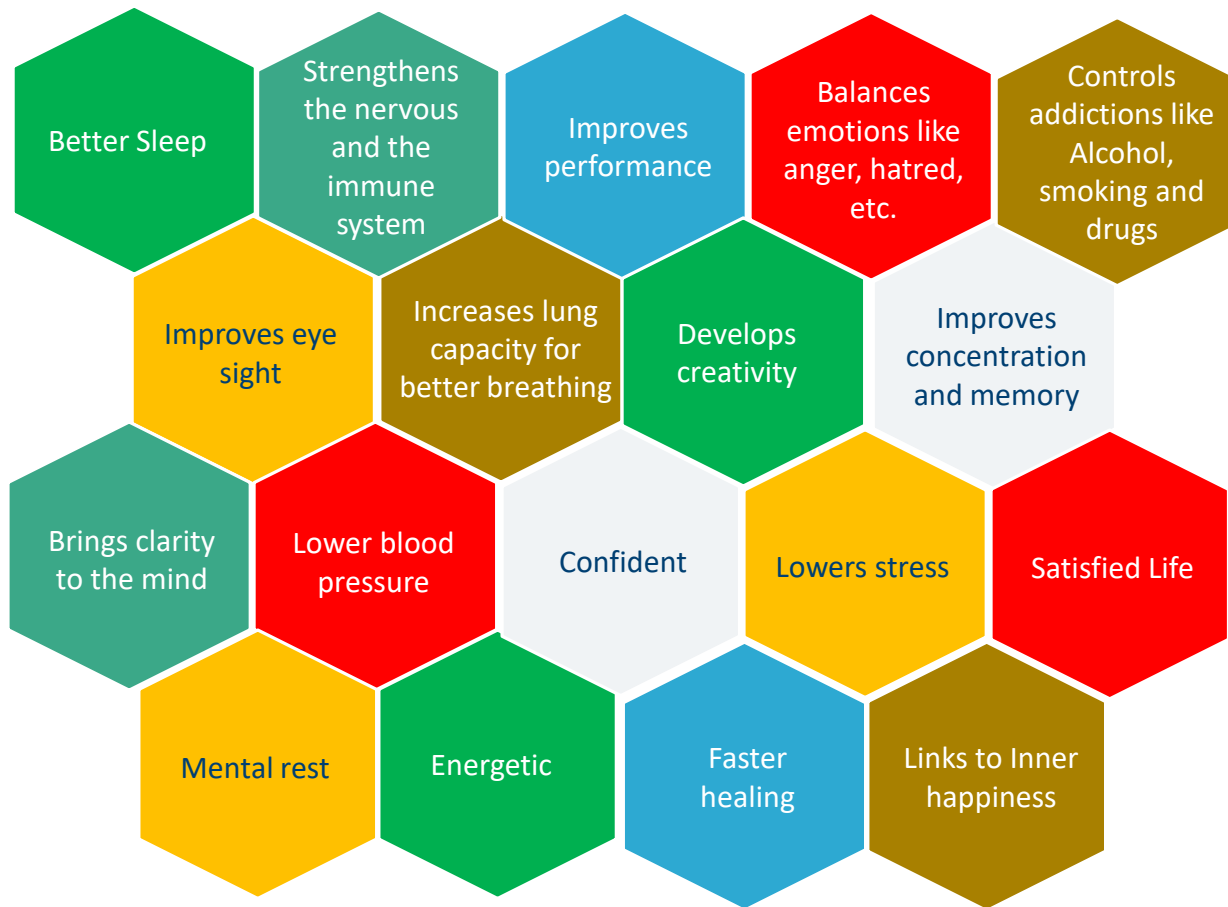 Better Sleep
Strengthens
the nervous
and the
immune
system
Improves
performance
Balances
emotions like
anger, hatred,
etc.
Controls
addictions like
Alcohol,
smoking and
drugs
Improves eye
sight
Increases lung
capacity for
better breathing
Develops
creativity
Improves
concentration
and memory
Brings clarity
to the mind
Lower blood
pressure
Confident
Lowers stress
Satisfied Life
Mental rest
Energetic
Faster
healing
Links to Inner
happiness